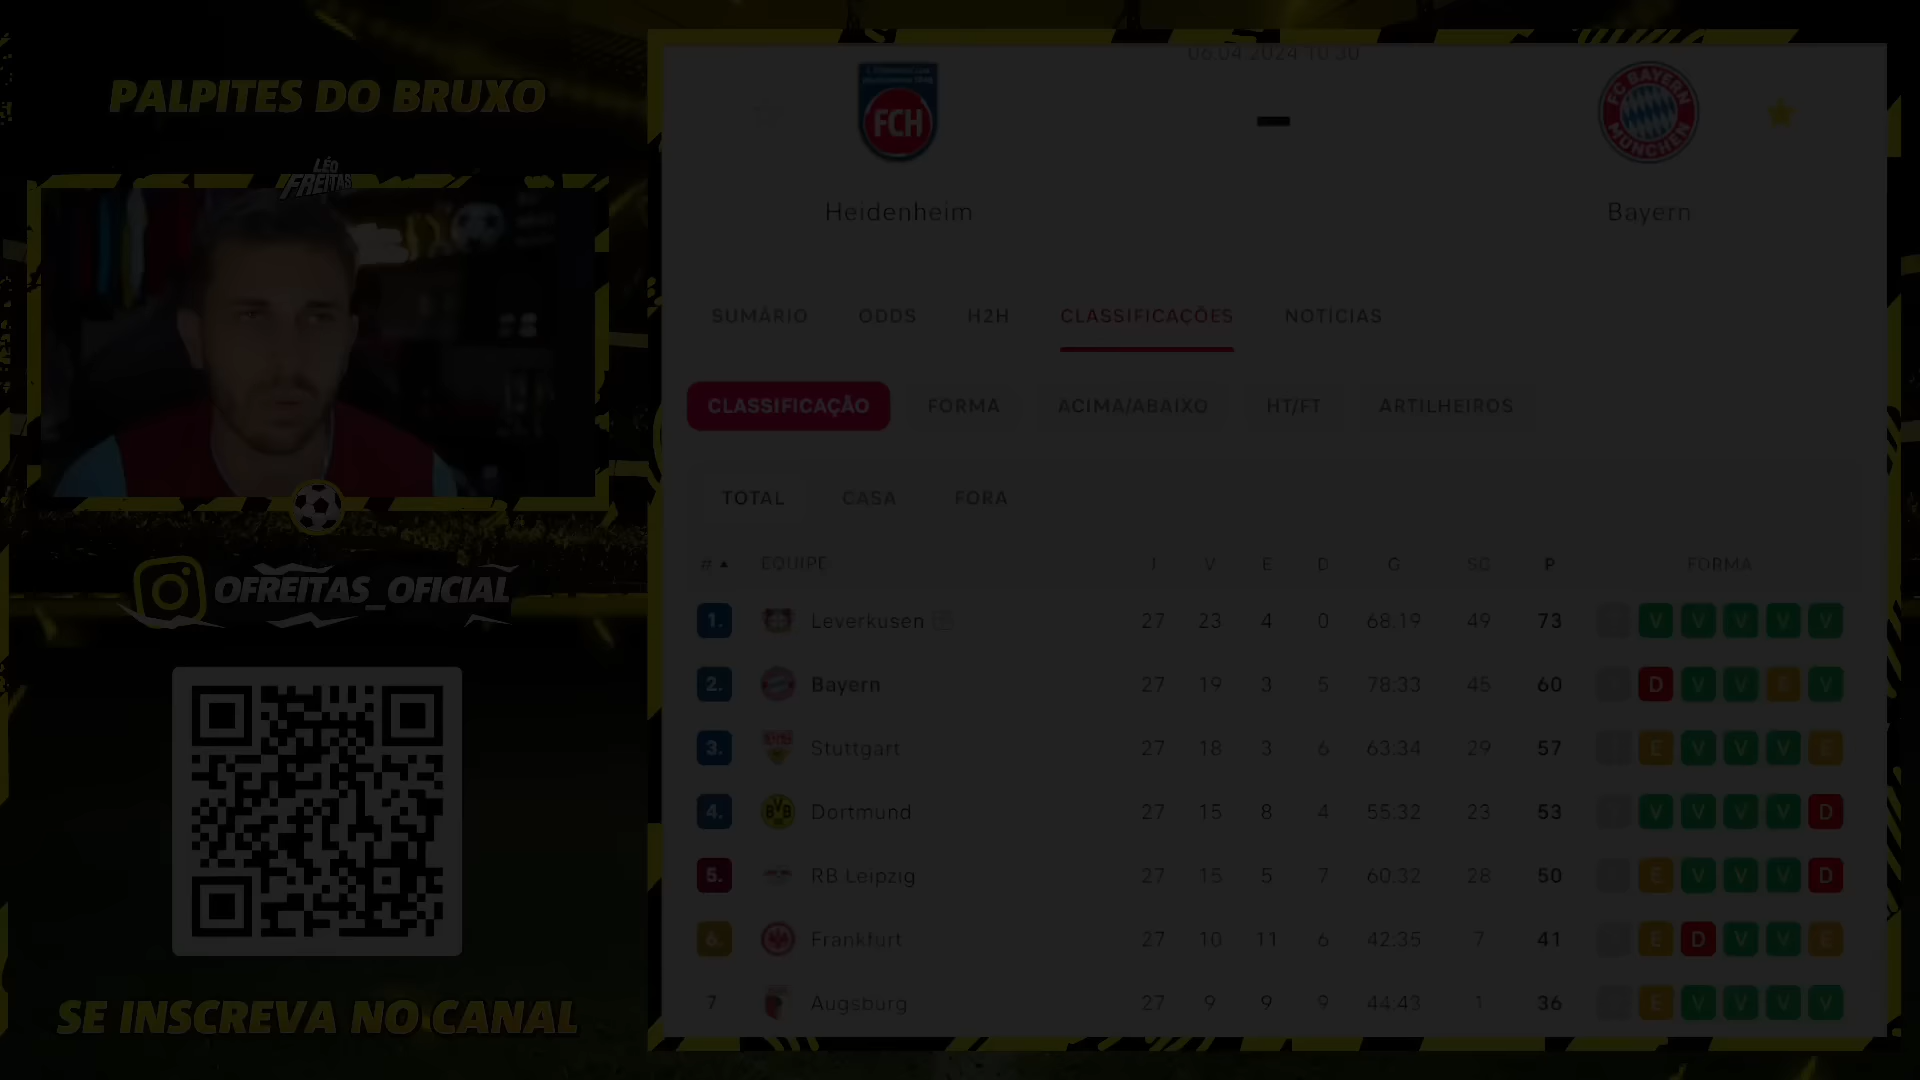 PALPITES DO BRUXO
LÉO
FREITAS
OFREITAS_OFICIAL
SE INSCREVA NO CANAL
06.04.2024 10:30
FCH
FC BAYERN
MÜNCHEN
-
Heidenheim
Bayern
SUMÁRIO ODDS H2H CLASSIFICAÇÕES NOTÍCIAS
CLASSIFICAÇÃO FORMA ACIMA/ABAIXO HT/FT ARTILHEIROS
TOTAL CASA FORA
# EQUIPE J V E D G SG P FORMA
1. Leverkusen 27 23 4 0 68:19 49 73 V V V V V
2. Bayern 27 19 3 5 78:33 45 60 D V V E V
3. Stuttgart 27 18 3 6 63:34 29 57 E V V V E
4. BVB Dortmund 27 15 8 4 55:32 23 53 V V V V D
5. RB Leipzig 27 15 5 7 60:32 28 50 E V V V D
6. Frankfurt 27 10 11 6 42:35 7 41 E D V V E
7 Augsburg 27 9 9 9 44:43 1 36 E V V V V